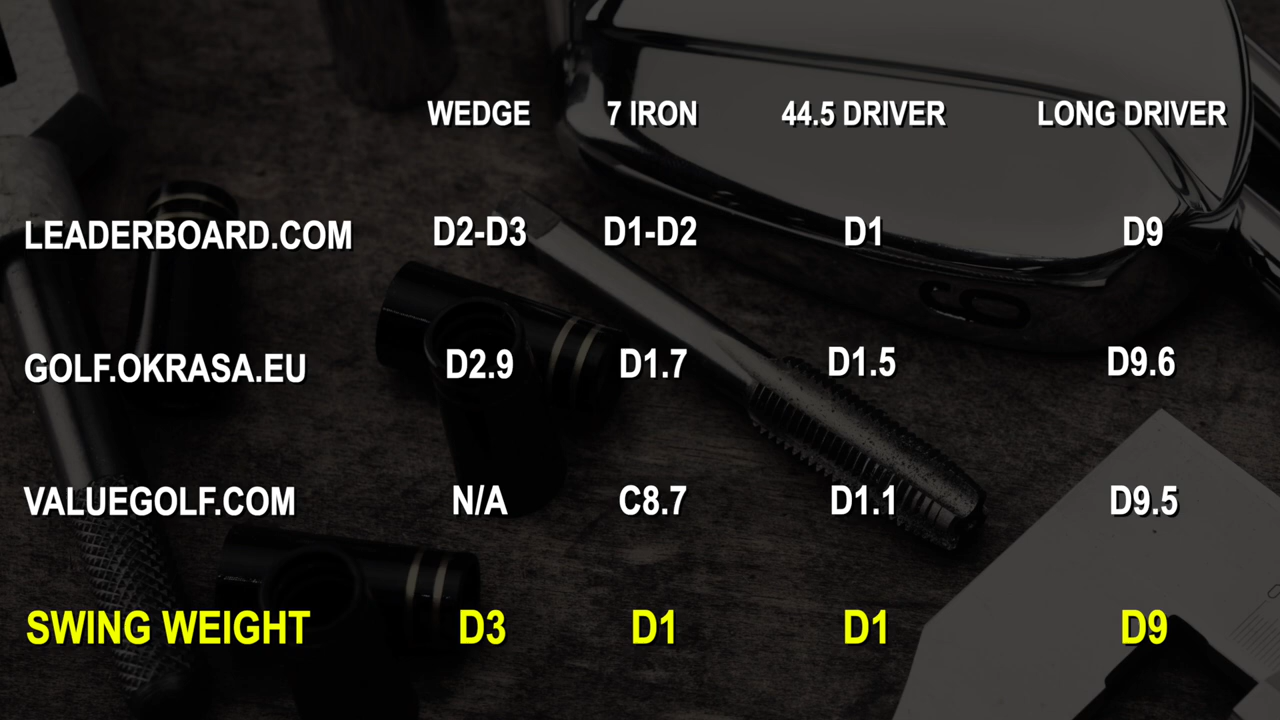 WEDGE 7 IRON 44.5 DRIVER LONG DRIVER
LEADERBOARD.COM D2-D3 D1-D2 D1 D9
GOLF.OKRASA.EU D2.9 D1.7 D1.5 D9.6
VALUEGOLF.COM N/A C8.7 D1.1 D9.5
SWING WEIGHT D3 D1 D1 D9
6